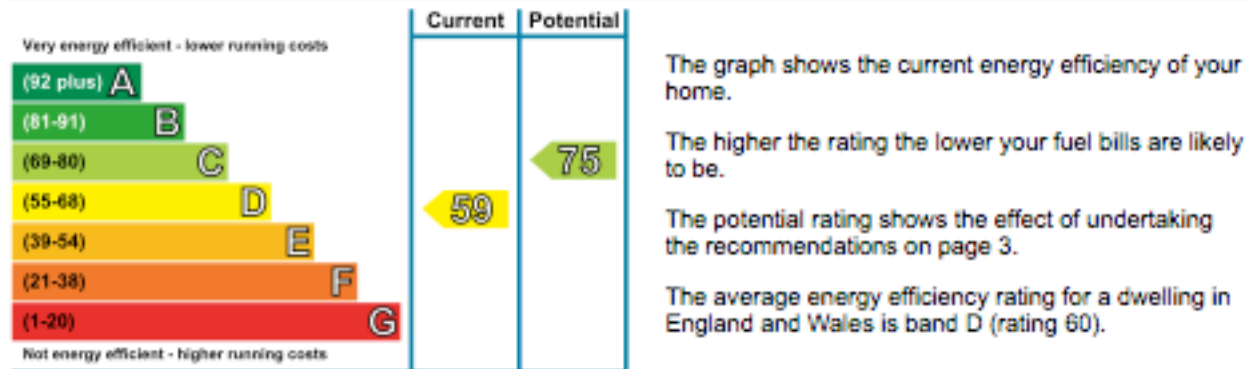 Current Potential
Very energy efficient - lower running costs
(92 plus) A
(81-91) B
(69-80) C
75
(55-68) D
59
(39-54) E
(21-38) F
(1-20) G
Not energy efficient - higher running costs
The graph shows the current energy efficiency of your
home.
The higher the rating the lower your fuel bills are likely
to be.
The potential rating shows the effect of undertaking
the recommendations on page 3.
The average energy efficiency rating for a dwelling in
England and Wales is band D (rating 60).